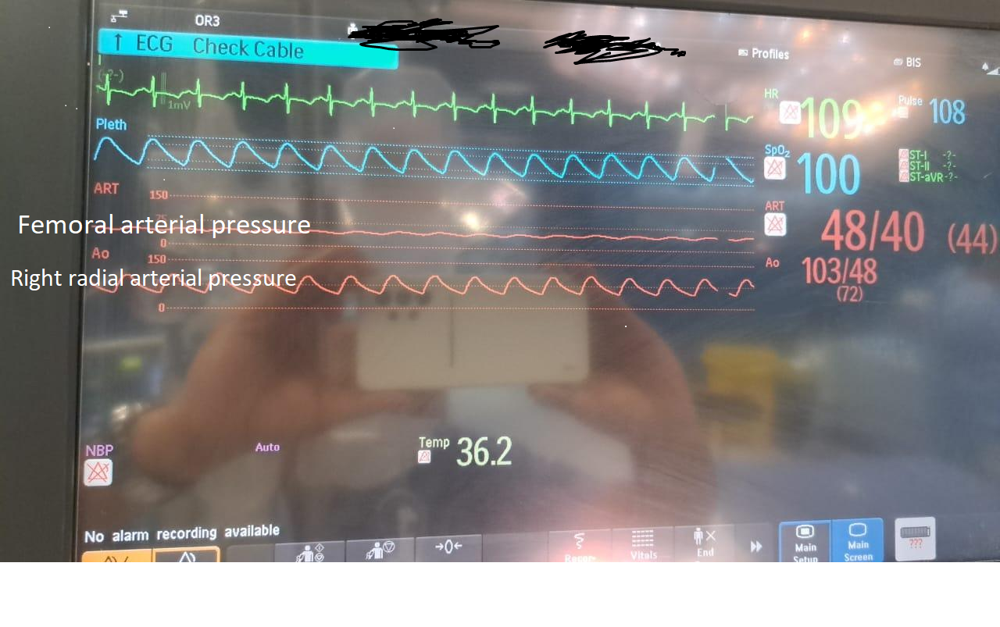 OR3
↑ ECG Check Cable
Profiles
BIS
I
(-?-)
1mV
HR
109
Pulse
108
Pleth
SpO₂
100
ST-I -?-
ST-II -?-
ST-aVR -?-
ART
150
75
0
Femoral arterial pressure
ART
48/40 (44)
Ao
150
0
Right radial arterial pressure
Ao
103/48
(72)
NBP
Auto
Temp
36.2
No alarm recording available
→0←
Vitals
End
Main
Setup
Main
Screen
???